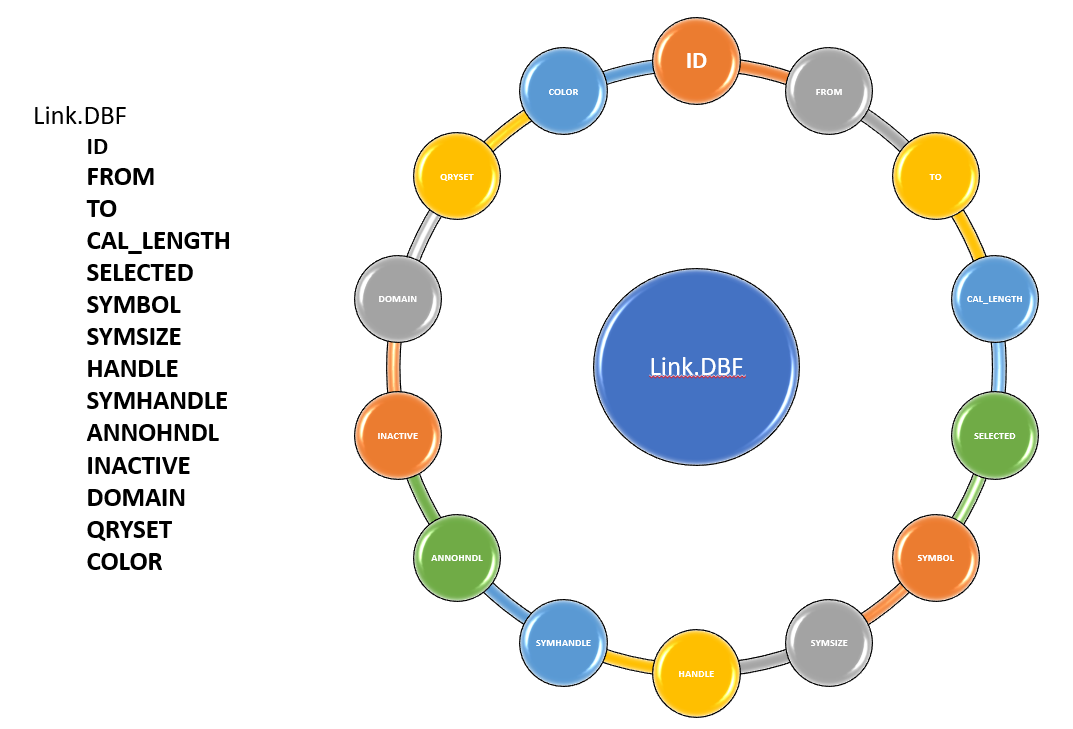 Link.DBF
ID
FROM
TO
CAL_LENGTH
SELECTED
SYMBOL
SYMSIZE
HANDLE
SYMHANDLE
ANNOHNDL
INACTIVE
DOMAIN
QRYSET
COLOR
ID
FROM
TO
CAL_LENGTH
SELECTED
SYMBOL
SYMSIZE
HANDLE
SYMHANDLE
ANNOHNDL
INACTIVE
DOMAIN
QRYSET
COLOR
Link.DBF